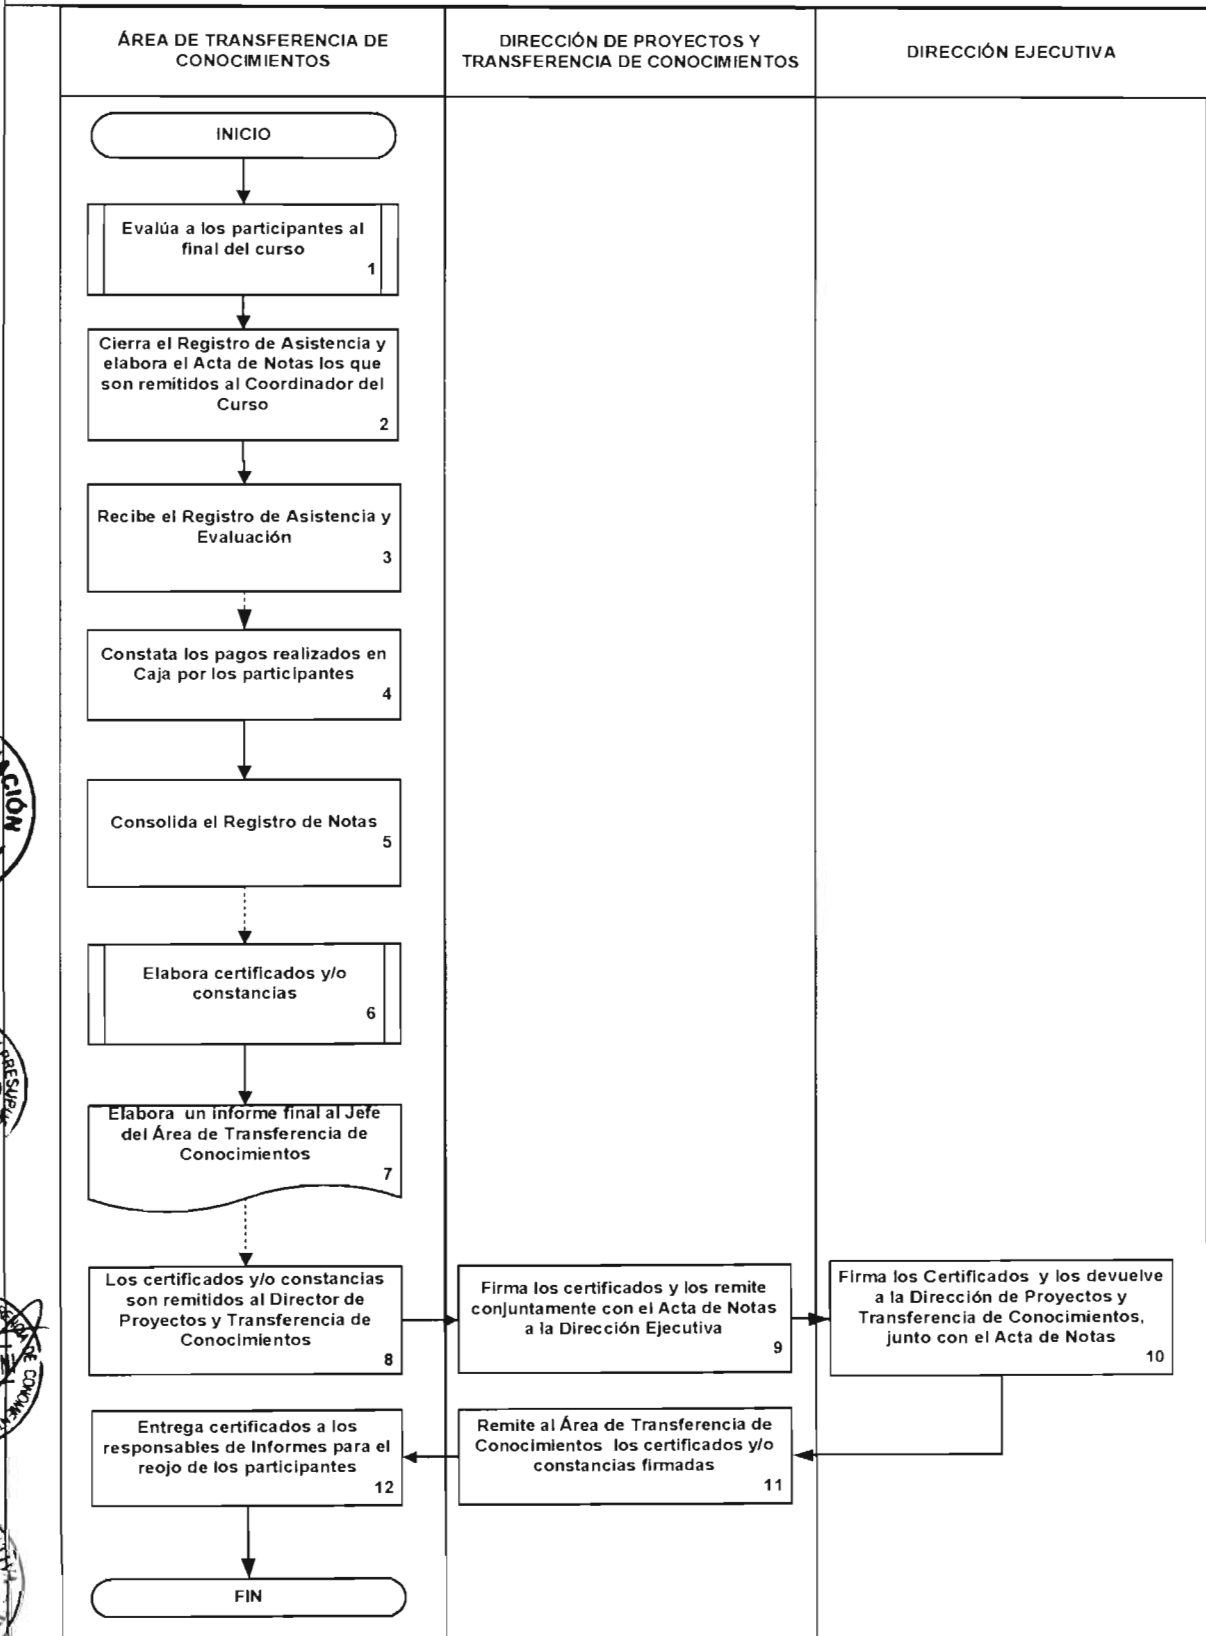 ÁREA DE TRANSFERENCIA DE
CONOCIMIENTOS
DIRECCIÓN DE PROYECTOS Y
TRANSFERENCIA DE CONOCIMIENTOS
DIRECCIÓN EJECUTIVA
INICIO
Evalúa a los participantes al
final del curso
1
Cierra el Registro de Asistencia y
elabora el Acta de Notas los que
son remitidos al Coordinador del
Curso
2
Recibe el Registro de Asistencia y
Evaluación
3
Constata los pagos realizados en
Caja por los participantes
4
Consolida el Registro de Notas
5
Elabora certificados y/o
constancias
6
Elabora un informe final al Jefe
del Área de Transferencia de
Conocimientos
7
Los certificados y/o constancias
son remitidos al Director de
Proyectos y Transferencia de
Conocimientos
8
Firma los certificados y los remite
conjuntamente con el Acta de Notas
a la Dirección Ejecutiva
9
Firma los Certificados y los devuelve
a la Dirección de Proyectos y
Transferencia de Conocimientos,
junto con el Acta de Notas
10
Remite al Área de Transferencia de
Conocimientos los certificados y/o
constancias firmadas
11
Entrega certificados a los
responsables de Informes para el
reojo de los participantes
12
FIN
ACIÓN
PRESUPUS
DE CONOMIENT